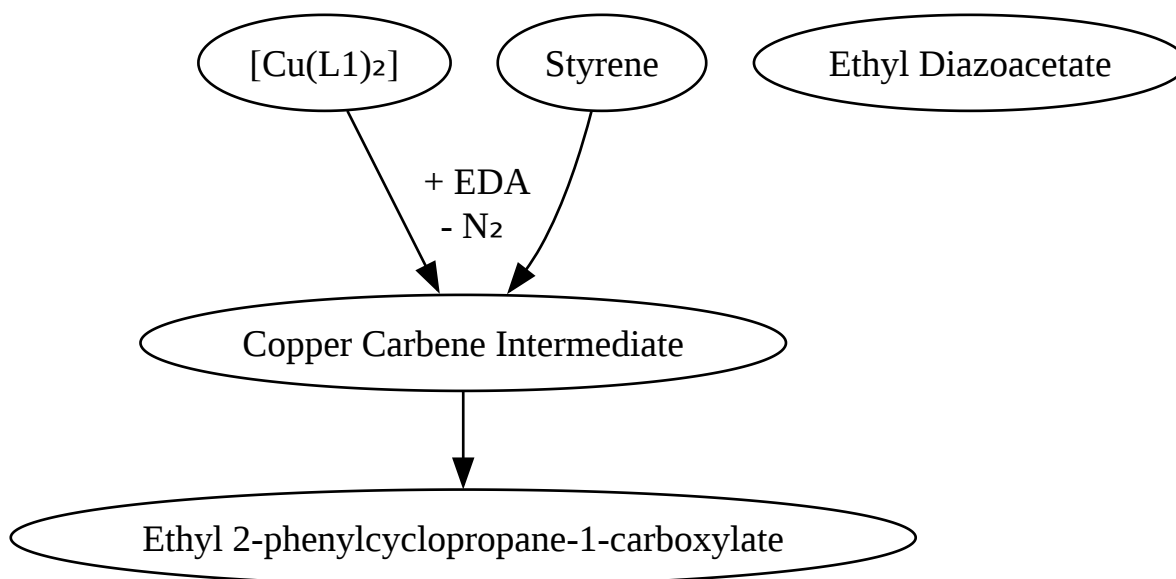 [Cu(L1)₂]
Styrene
Ethyl Diazoacetate
+ EDA
- N₂
Copper Carbene Intermediate
Ethyl 2-phenylcyclopropane-1-carboxylate